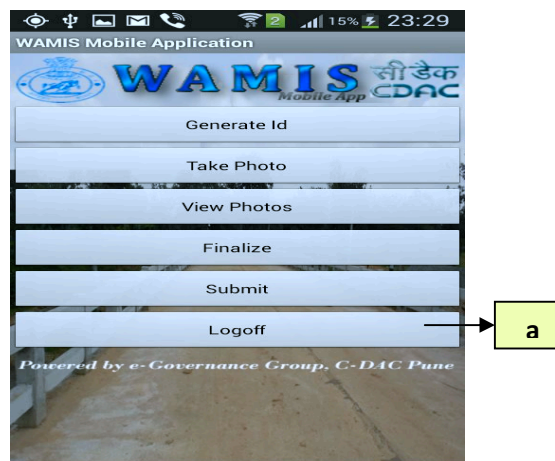 2 15% 23:29
WAMIS Mobile Application
WAMIS सी डैक
Mobile App CDAC
Generate Id
Take Photo
View Photos
Finalize
Submit
Logoff
a
Powered by e-Governance Group, C-DAC Pune